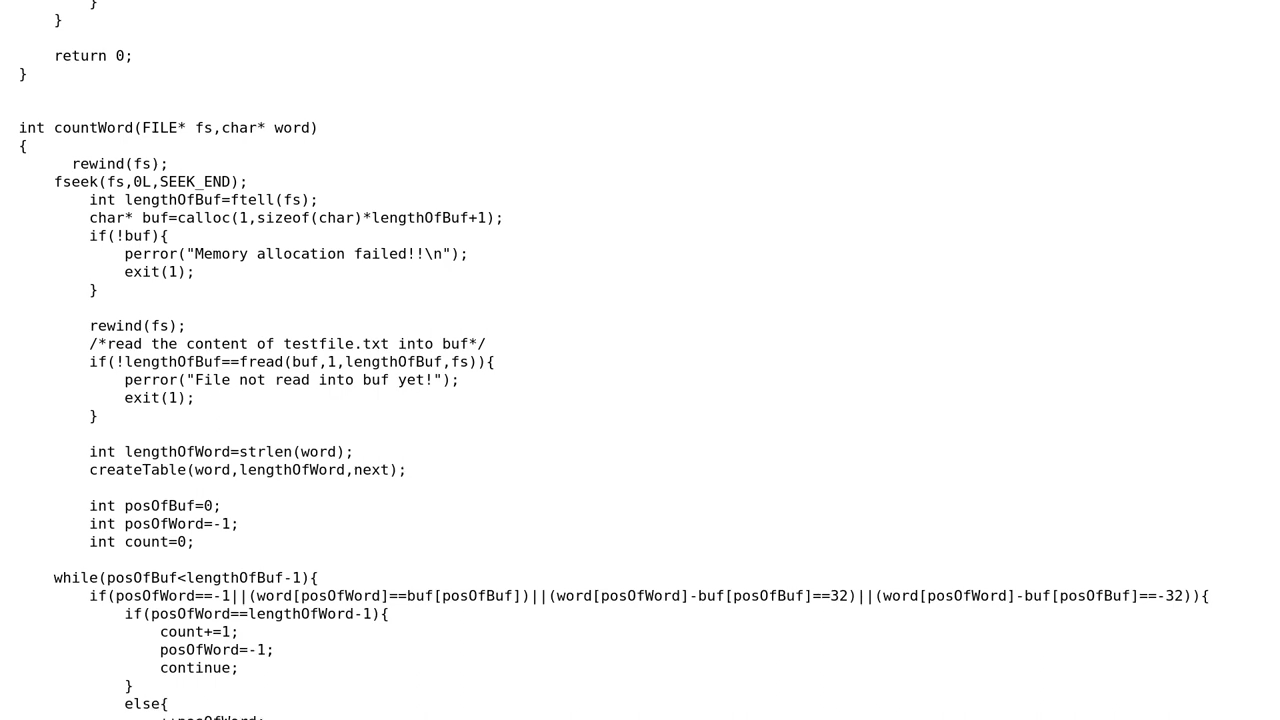 }
    }

    return 0;
}


int countWord(FILE* fs,char* word)
{
      rewind(fs);
    fseek(fs,0L,SEEK_END);
        int lengthOfBuf=ftell(fs);
        char* buf=calloc(1,sizeof(char)*lengthOfBuf+1);
        if(!buf){
            perror("Memory allocation failed!!\n");
            exit(1);
        }

        rewind(fs);
        /*read the content of testfile.txt into buf*/
        if(!lengthOfBuf==fread(buf,1,lengthOfBuf,fs)){
            perror("File not read into buf yet!");
            exit(1);
        }

        int lengthOfWord=strlen(word);
        createTable(word,lengthOfWord,next);

        int posOfBuf=0;
        int posOfWord=-1;
        int count=0;

    while(posOfBuf<lengthOfBuf-1){
        if(posOfWord==-1||(word[posOfWord]==buf[posOfBuf])||(word[posOfWord]-buf[posOfBuf]==32)||(word[posOfWord]-buf[posOfBuf]==-32)){
            if(posOfWord==lengthOfWord-1){
                count+=1;
                posOfWord=-1;
                continue;
            }
            else{
                ++posOfWord;